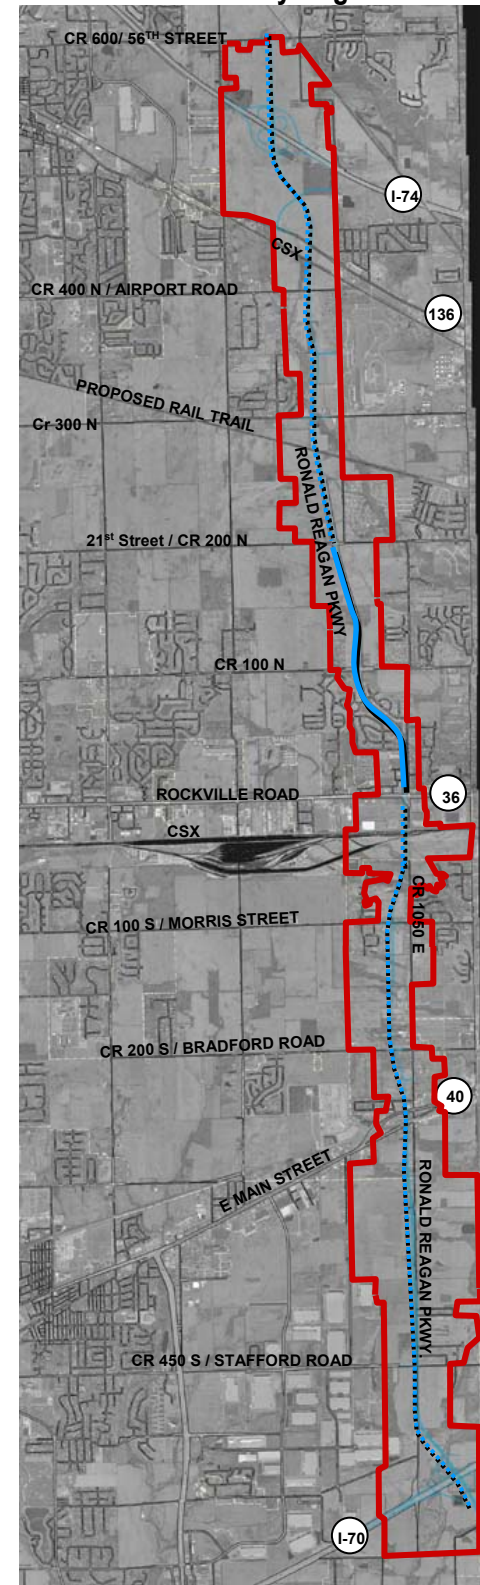 CR 600/ 56TH STREET
I-74
CSX
CR 400 N / AIRPORT ROAD
136
PROPOSED RAIL TRAIL
Cr 300 N
RONALD REAGAN PKWY
21st Street / CR 200 N
CR 100 N
ROCKVILLE ROAD
36
CSX
CR 1050 E
CR 100 S / MORRIS STREET
CR 200 S / BRADFORD ROAD
40
E MAIN STREET
RONALD REAGAN PKWY.
CR 450 S / STAFFORD ROAD
I-70